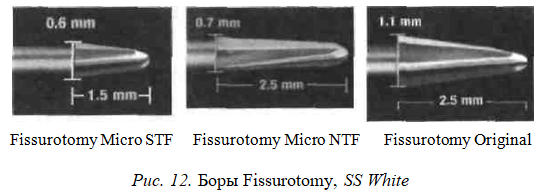 0.6 mm
1.5 mm
0.7 mm
2.5 mm
1.1 mm
2.5 mm
Fissurotomy Micro STF
Fissurotomy Micro NTF
Fissurotomy Original
Рис. 12. Боры Fissurotomy, SS White